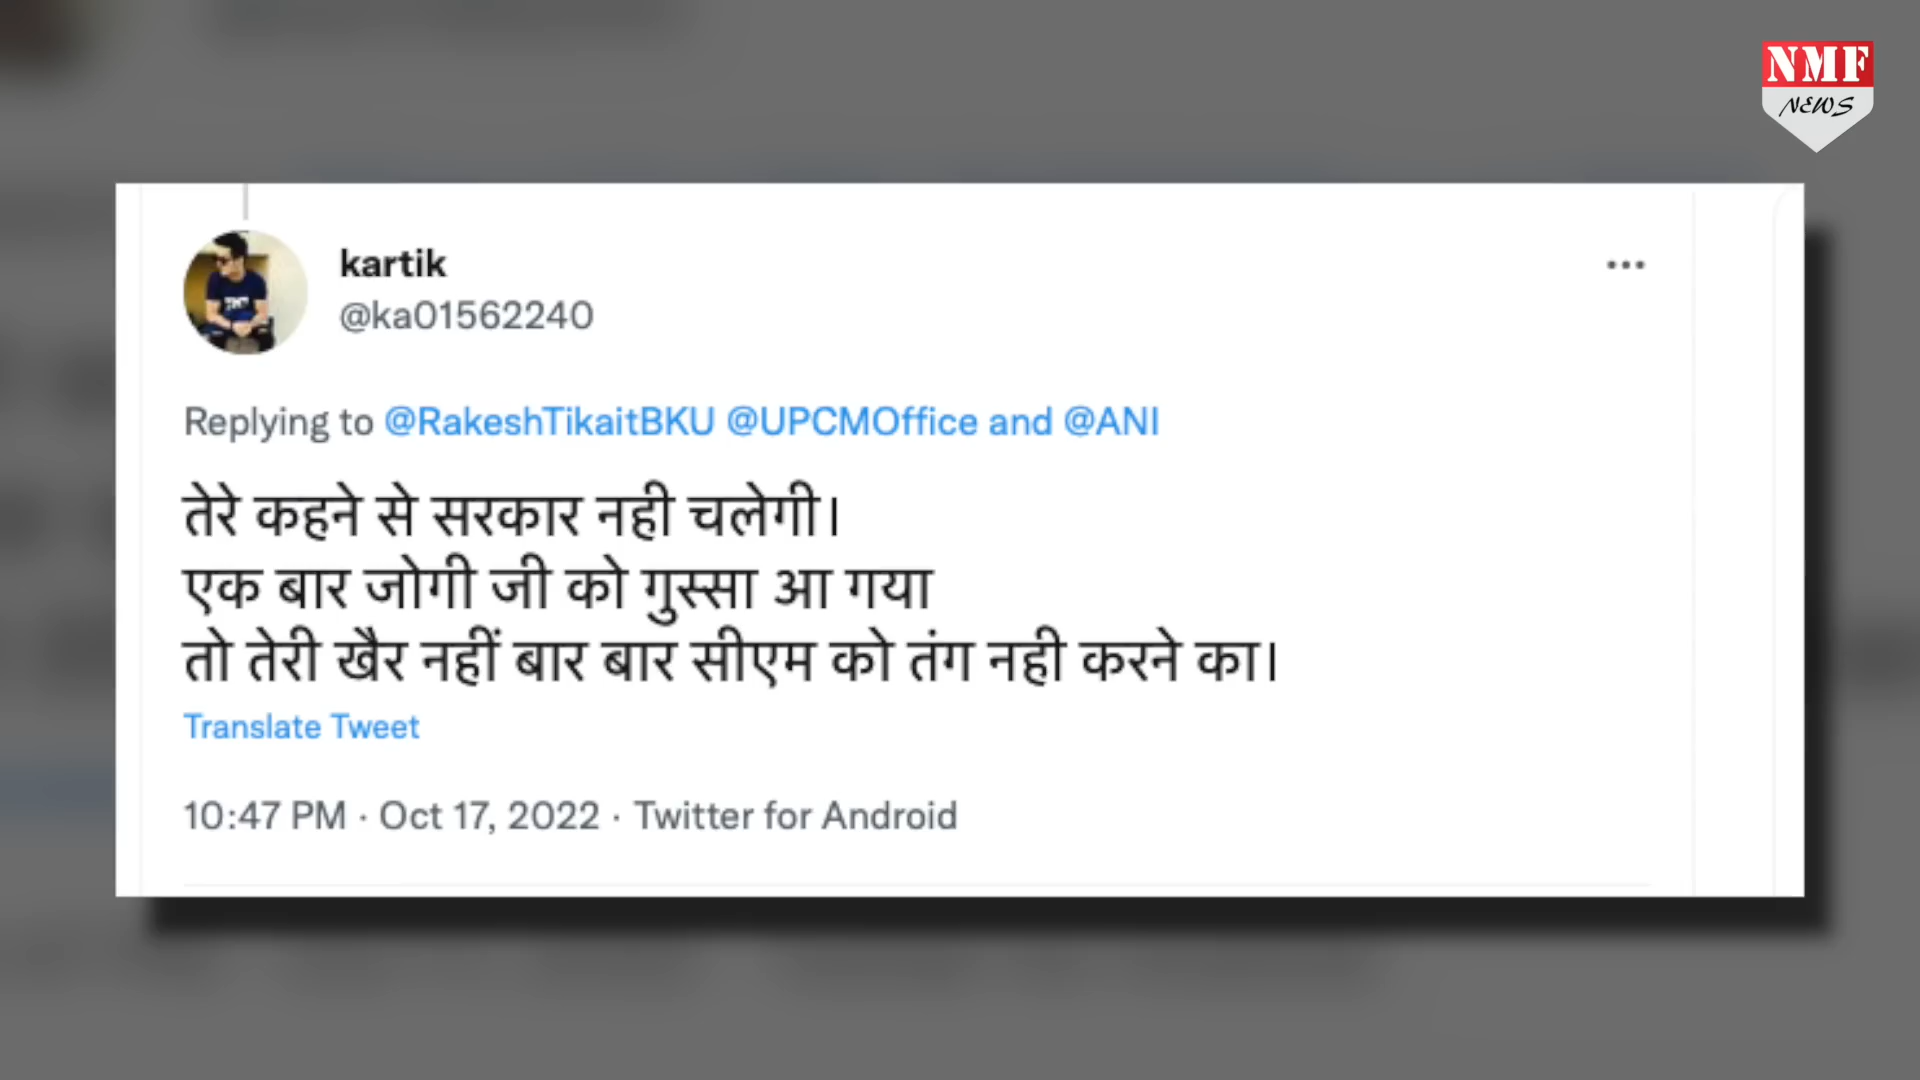 NMF
NEWS
kartik
@ka01562240
Replying to @RakeshTikaitBKU @UPCMOffice and @ANI
तेरे कहने से सरकार नही चलेगी।
एक बार जोगी जी को गुस्सा आ गया
तो तेरी खैर नहीं बार बार सीएम को तंग नही करने का।
Translate Tweet
10:47 PM · Oct 17, 2022 · Twitter for Android